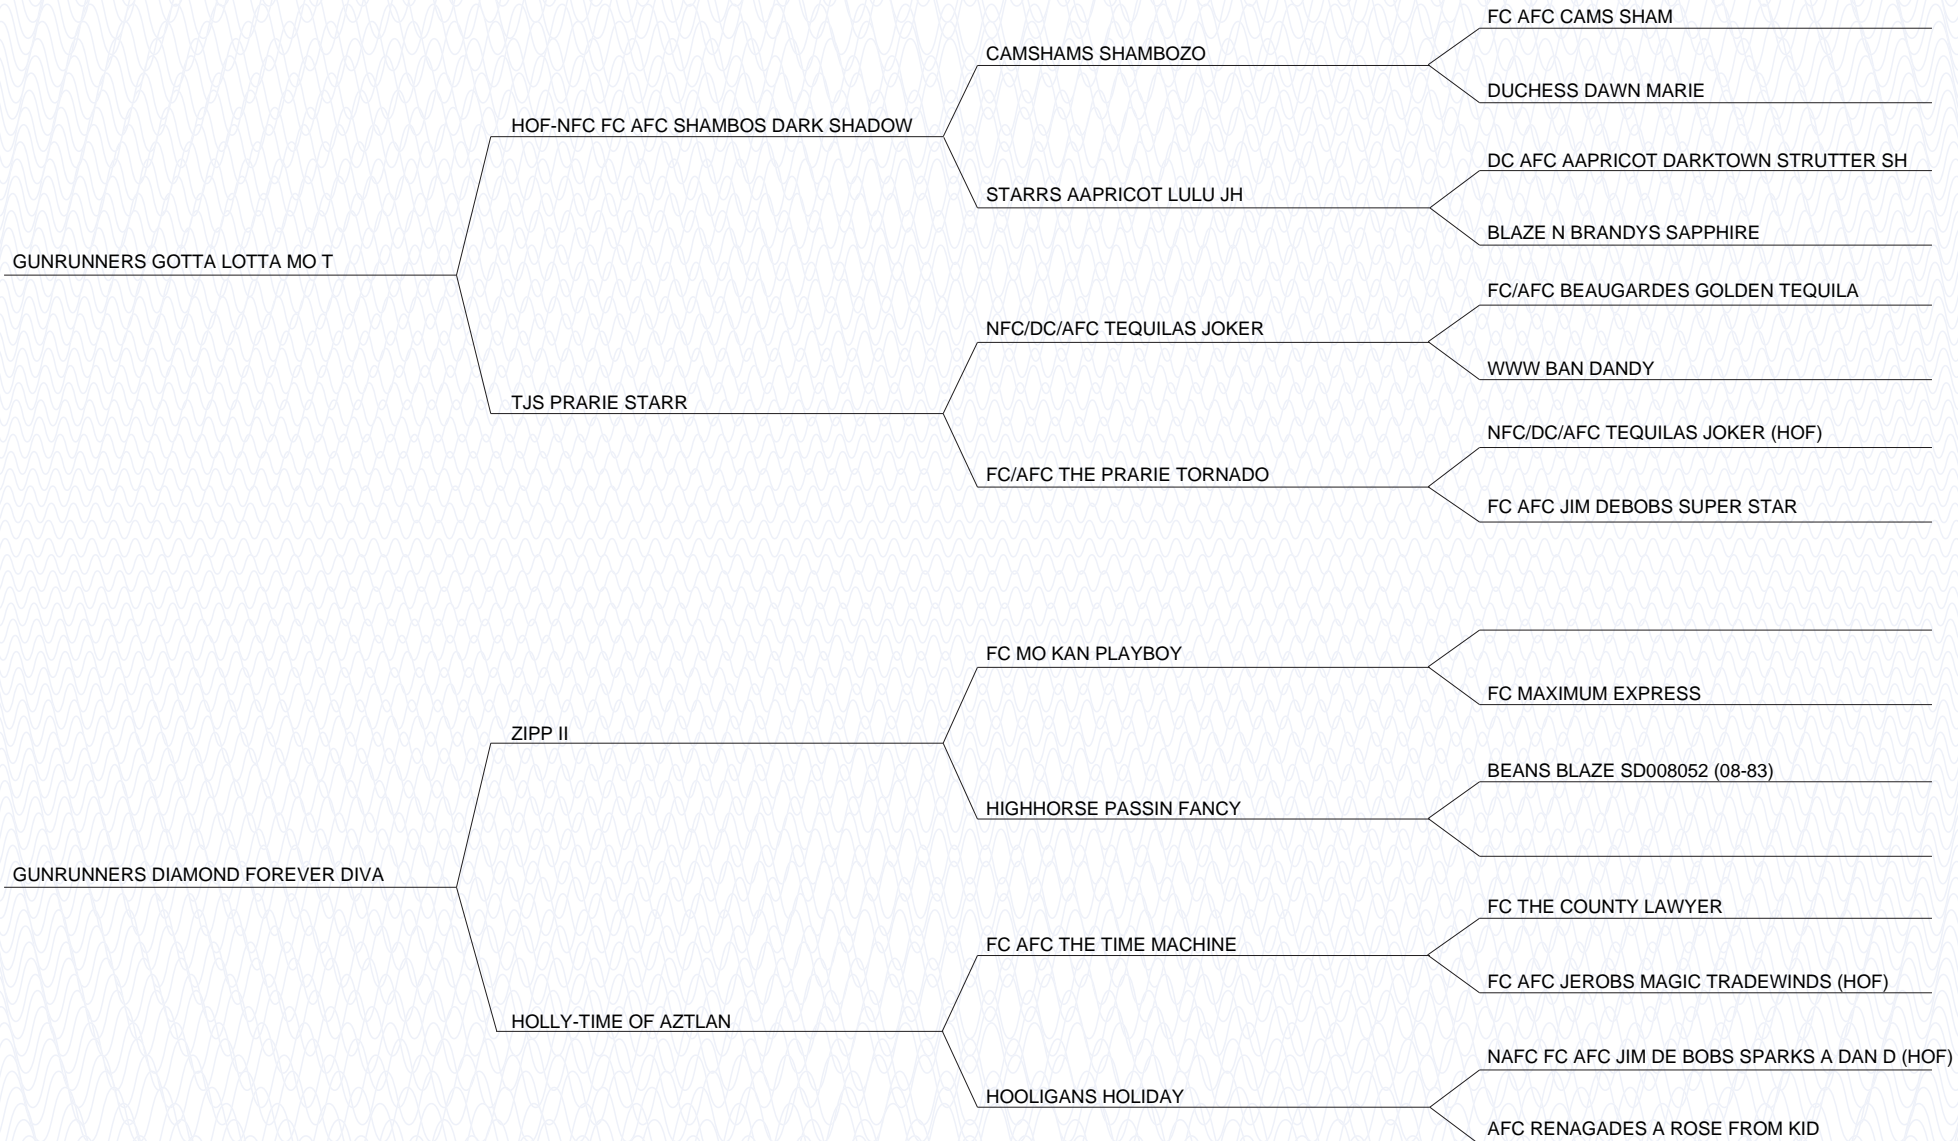 FC AFC CAMS SHAM
CAMSHAMS SHAMBOZO
DUCHESS DAWN MARIE
HOF-NFC FC AFC SHAMBOS DARK SHADOW
DC AFC AAPRICOT DARKTOWN STRUTTER SH
STARRS AAPRICOT LULU JH
BLAZE N BRANDYS SAPPHIRE
GUNRUNNERS GOTTA LOTTA MO T
FC/AFC BEAUGARDES GOLDEN TEQUILA
NFC/DC/AFC TEQUILAS JOKER
WWW BAN DANDY
TJS PRARIE STARR
NFC/DC/AFC TEQUILAS JOKER (HOF)
FC/AFC THE PRARIE TORNADO
FC AFC JIM DEBOBS SUPER STAR
FC MO KAN PLAYBOY
FC MAXIMUM EXPRESS
ZIPP II
BEANS BLAZE SD008052 (08-83)
HIGHHORSE PASSIN FANCY
GUNRUNNERS DIAMOND FOREVER DIVA
FC THE COUNTY LAWYER
FC AFC THE TIME MACHINE
FC AFC JEROBS MAGIC TRADEWINDS (HOF)
HOLLY-TIME OF AZTLAN
NAFC FC AFC JIM DE BOBS SPARKS A DAN D (HOF)
HOOLIGANS HOLIDAY
AFC RENAGADES A ROSE FROM KID